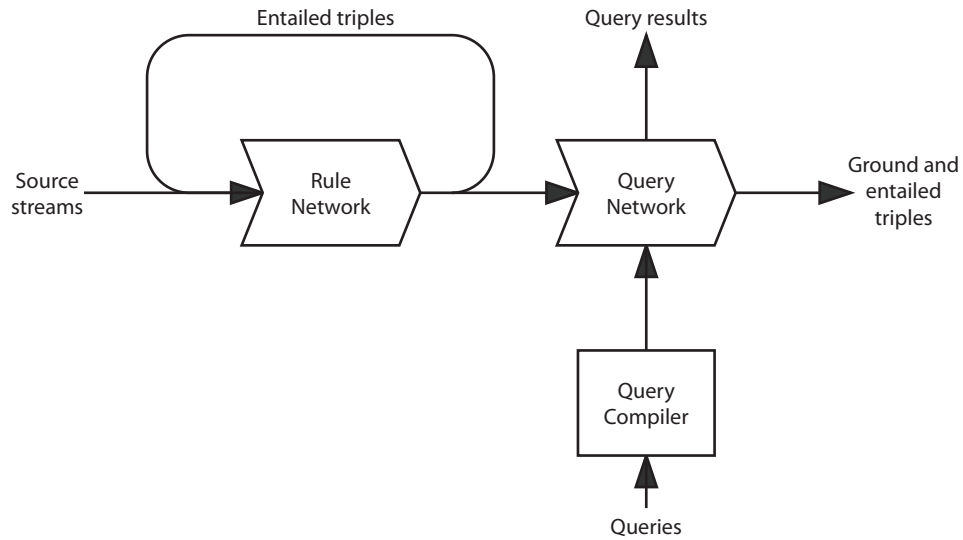 Entailed triples
Query results
Source
streams
Rule
Network
Query
Network
Ground and
entailed
triples
Query
Compiler
Queries